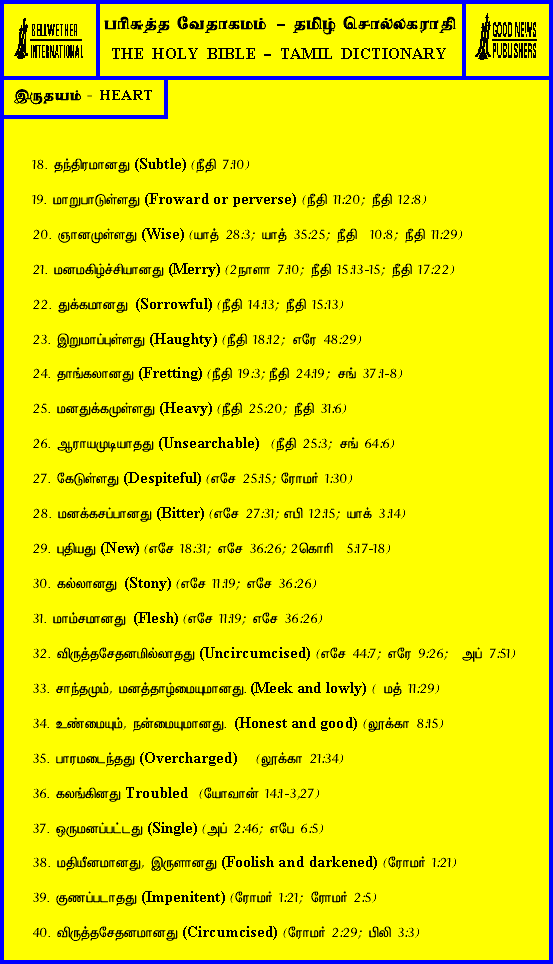 BELLWETHER
INTERNATIONAL
பரிசுத்த வேதாகமம் – தமிழ் சொல்லகராதி
THE HOLY BIBLE – TAMIL DICTIONARY
GOOD NEWS
PUBLISHERS
இருதயம் - HEART
18. தந்திரமானது (Subtle) (நீதி 7:10)
19. மாறுபாடுள்ளது (Froward or perverse) (நீதி 11:20; நீதி 12:8)
20. ஞானமுள்ளது (Wise) (யாத் 28:3; யாத் 35:25; நீதி 10:8; நீதி 11:29)
21. மனமகிழ்ச்சியானது (Merry) (2நாளா 7:10; நீதி 15:13-15; நீதி 17:22)
22. துக்கமானது (Sorrowful) (நீதி 14:13; நீதி 15:13)
23. இறுமாப்புள்ளது (Haughty) (நீதி 18:12; எரே 48:29)
24. தாங்கலானது (Fretting) (நீதி 19:3; நீதி 24:19; சங் 37:1-8)
25. மனதுக்கமுள்ளது (Heavy) (நீதி 25:20; நீதி 31:6)
26. ஆராயமுடியாதது (Unsearchable) (நீதி 25:3; சங் 64:6)
27. கேடுள்ளது (Despiteful) (எசே 25:15; ரோமர் 1:30)
28. மனக்கசப்பானது (Bitter) (எசே 27:31; எபி 12:15; யாக் 3:14)
29. புதியது (New) (எசே 18:31; எசே 36:26; 2கொரி 5:17-18)
30. கல்லானது (Stony) (எசே 11:19; எசே 36:26)
31. மாம்சமானது (Flesh) (எசே 11:19; எசே 36:26)
32. விருத்தசேதனமில்லாதது (Uncircumcised) (எசே 44:7; எரே 9:26; அப் 7:51)
33. சாந்தமும், மனத்தாழ்மையுமானது. (Meek and lowly) ( மத் 11:29)
34. உண்மையும், நன்மையுமானது. (Honest and good) (லூக்கா 8:15)
35. பாரமடைந்தது (Overcharged) (லூக்கா 21:34)
36. கலங்கினது Troubled (யோவான் 14:1-3,27)
37. ஒருமனப்பட்டது (Single) (அப் 2:46; எபே 6:5)
38. மதியீனமானது, இருளானது (Foolish and darkened) (ரோமர் 1:21)
39. குணப்படாதது (Impenitent) (ரோமர் 1:21; ரோமர் 2:5)
40. விருத்தசேதனமானது (Circumcised) (ரோமர் 2:29; பிலி 3:3)